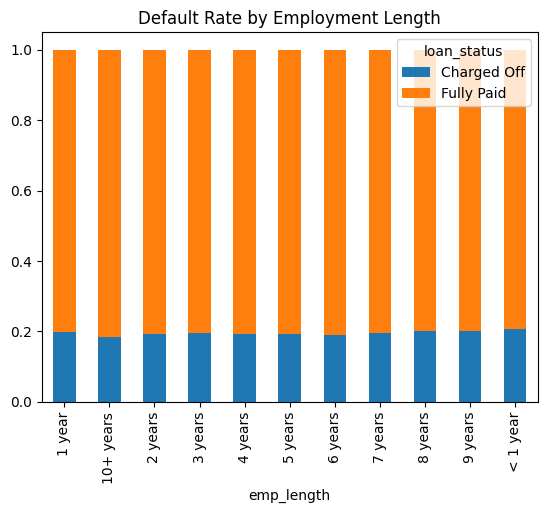 Default Rate by Employment Length
loan_status
Charged Off
Fully Paid
1.0
0.8
0.6
0.4
0.2
0.0
1 year
10+ years
2 years
3 years
4 years
5 years
6 years
7 years
8 years
9 years
< 1 year
emp_length